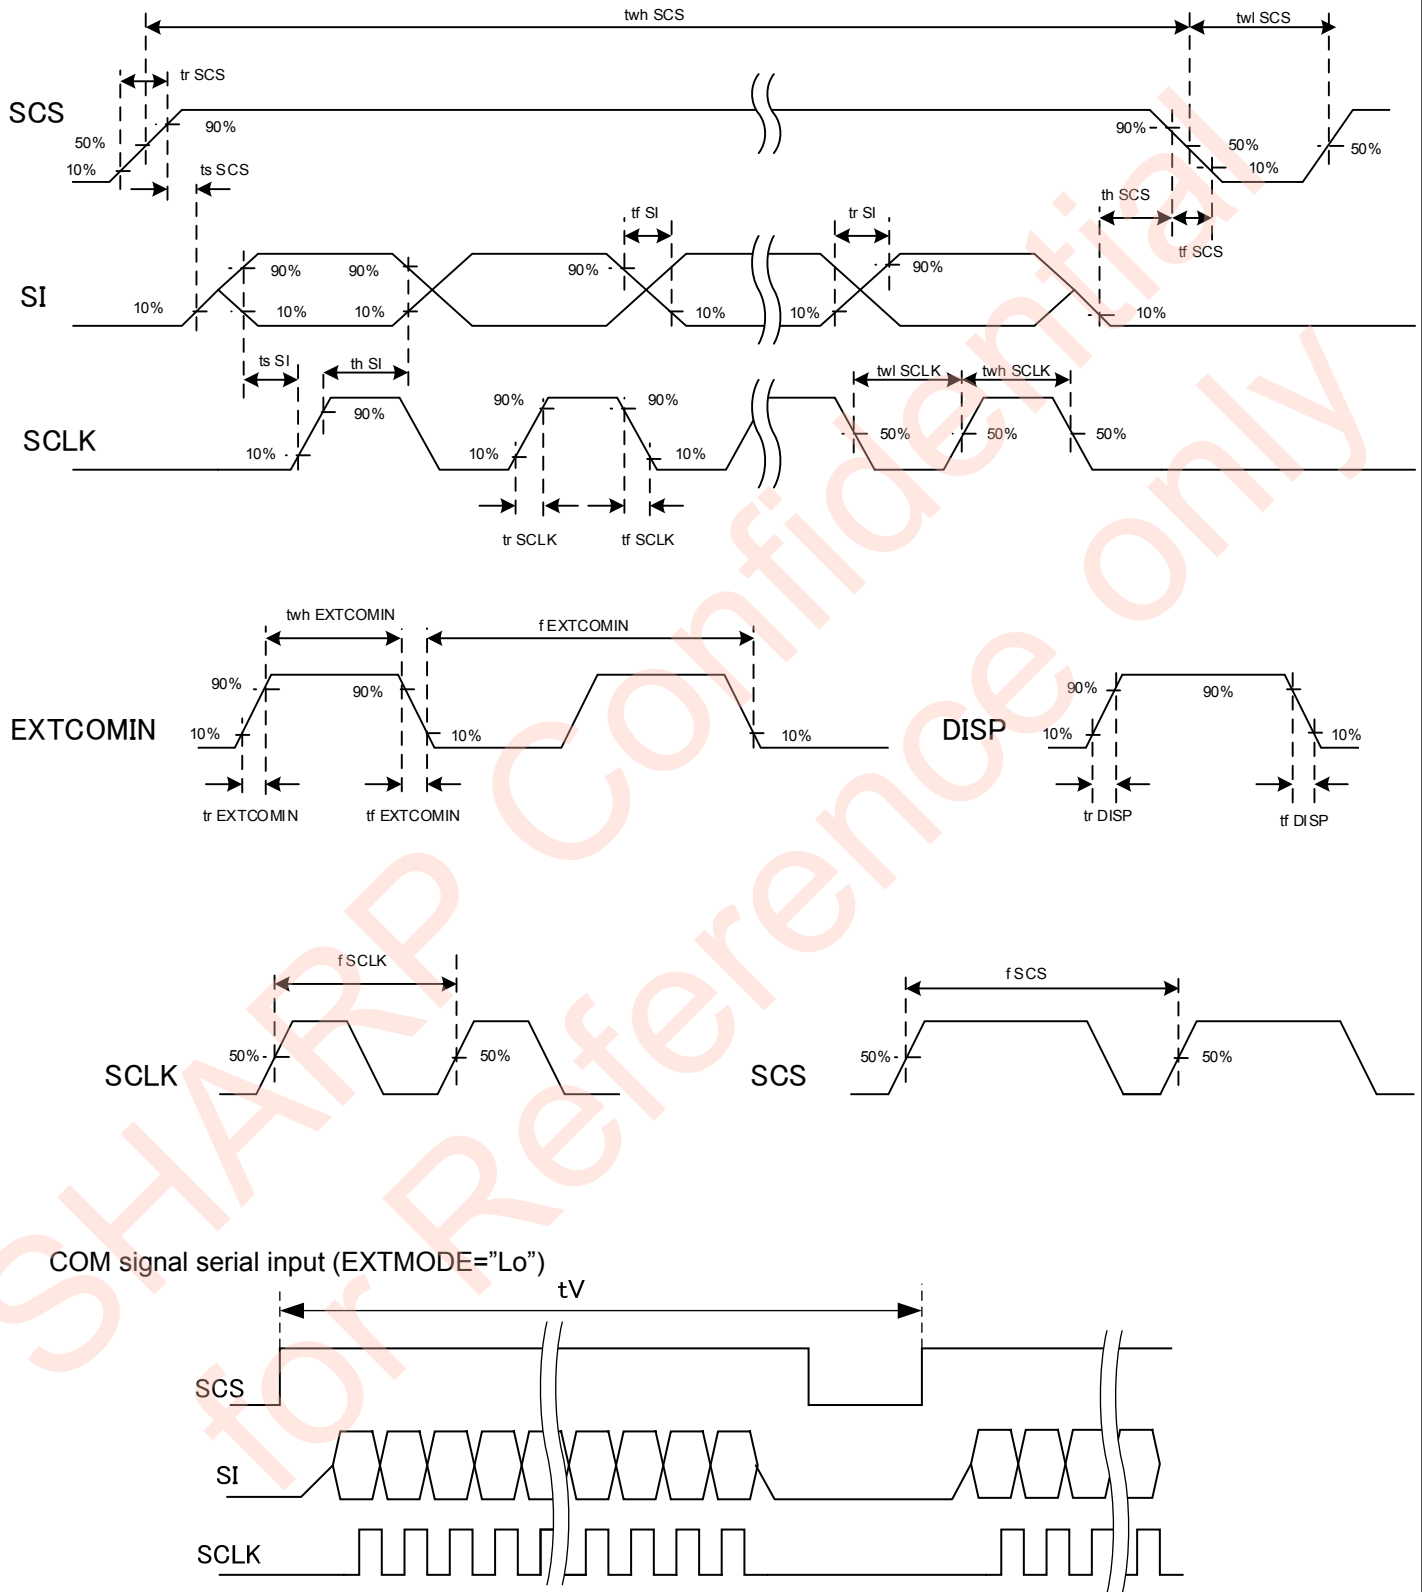 twh SCS
twl SCS
tr SCS
SCS
90%
90%
50%
50%
50%
10%
10%
ts SCS
th SCS
tf SCS
tf SI
tr SI
SI
90%
90%
90%
90%
10%
10%
10%
10%
10%
10%
ts SI
th SI
twl SCLK
twh SCLK
SCLK
90%
90%
90%
50%
50%
50%
10%
10%
10%
tr SCLK
tf SCLK
twh EXTCOMIN
f EXTCOMIN
EXTCOMIN
90%
90%
10%
10%
10%
tr EXTCOMIN
tf EXTCOMIN
DISP
90%
90%
10%
10%
tr DISP
tf DISP
f SCLK
SCLK
50%
50%
f SCS
SCS
50%
50%
COM signal serial input (EXTMODE=”Lo”)
tV
SCS
SI
SCLK
SHARP Confidential
for Reference only